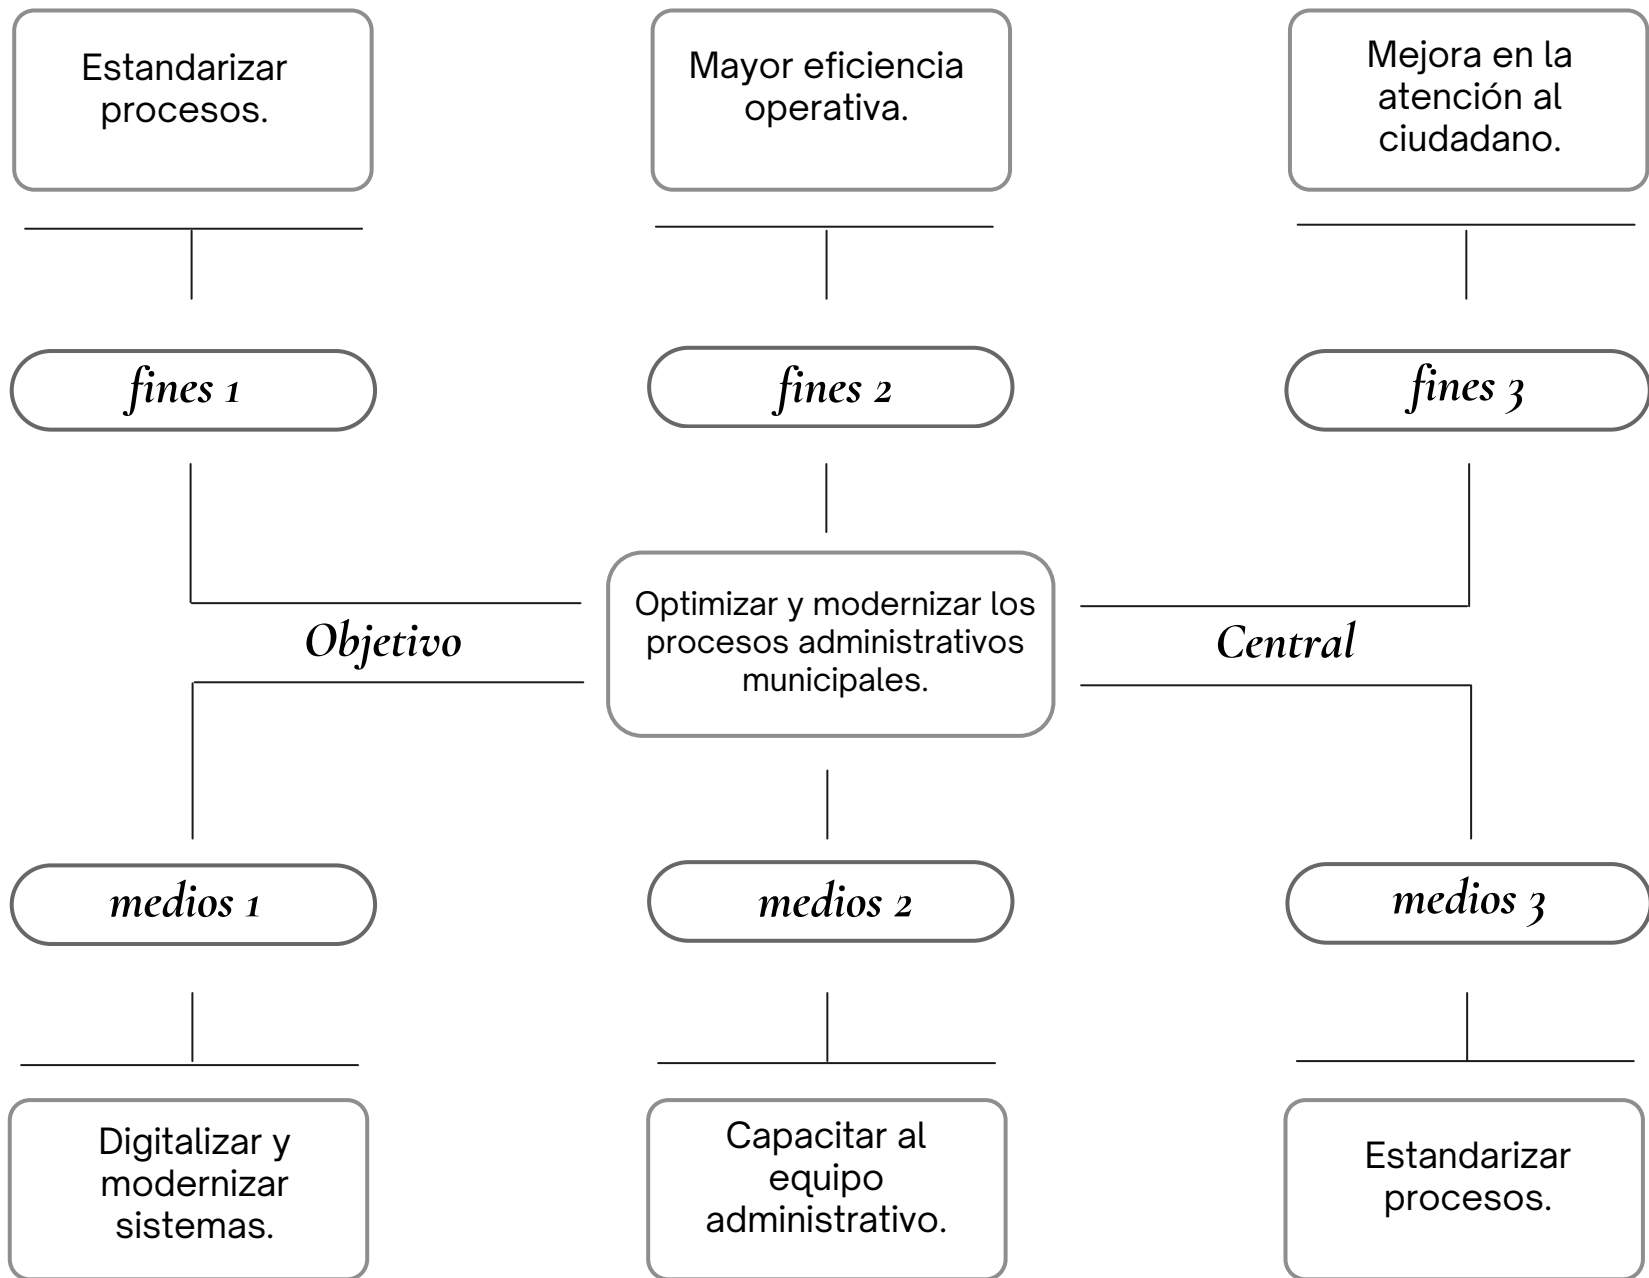 Estandarizar
procesos.
Mayor eficiencia
operativa.
Mejora en la
atención al
ciudadano.
fines 1
fines 2
fines 3
Objetivo
Optimizar y modernizar los
procesos administrativos
municipales.
Central
medios 1
medios 2
medios 3
Digitalizar y
modernizar
sistemas.
Capacitar al
equipo
administrativo.
Estandarizar
procesos.